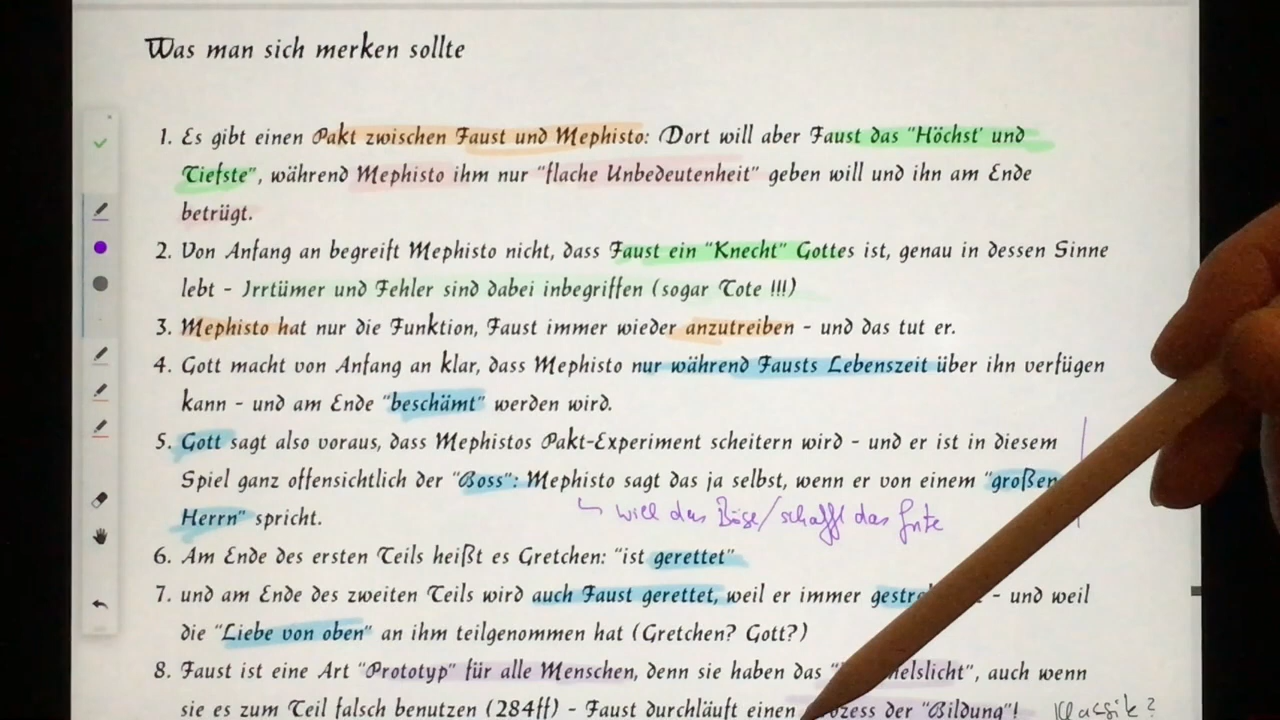 Was man sich merken sollte
1. Es gibt einen Pakt zwischen Faust und Mephisto: Dort will aber Faust das "Höchst' und
Tiefste", während Mephisto ihm nur "flache Unbedeutenheit" geben will und ihn am Ende
betrügt.
2. Von Anfang an begreift Mephisto nicht, dass Faust ein "Knecht" Gottes ist, genau in dessen Sinne
lebt - Irrtümer und Fehler sind dabei inbegriffen (sogar Tote !!!)
3. Mephisto hat nur die Funktion, Faust immer wieder anzutreiben - und das tut er.
4. Gott macht von Anfang an klar, dass Mephisto nur während Fausts Lebenszeit über ihn verfügen
kann - und am Ende "beschämt" werden wird.
5. Gott sagt also voraus, dass Mephistos Pakt-Experiment scheitern wird - und er ist in diesem
Spiel ganz offensichtlich der "Boss": Mephisto sagt das ja selbst, wenn er von einem "großen
Herrn" spricht.
will das Böse/schafft das Gute
6. Am Ende des ersten Teils heißt es Gretchen: "ist gerettet"
7. und am Ende des zweiten Teils wird auch Faust gerettet, weil er immer - und weil
die "Liebe von oben" an ihm teilgenommen hat (Gretchen? Gott?)
8. Faust ist eine Art "Prototyp" für alle Menschen, denn sie haben das auch wenn
sie es zum Teil falsch benutzen (284ff) - Faust durchläuft einen der "Bildung"! Klassik?